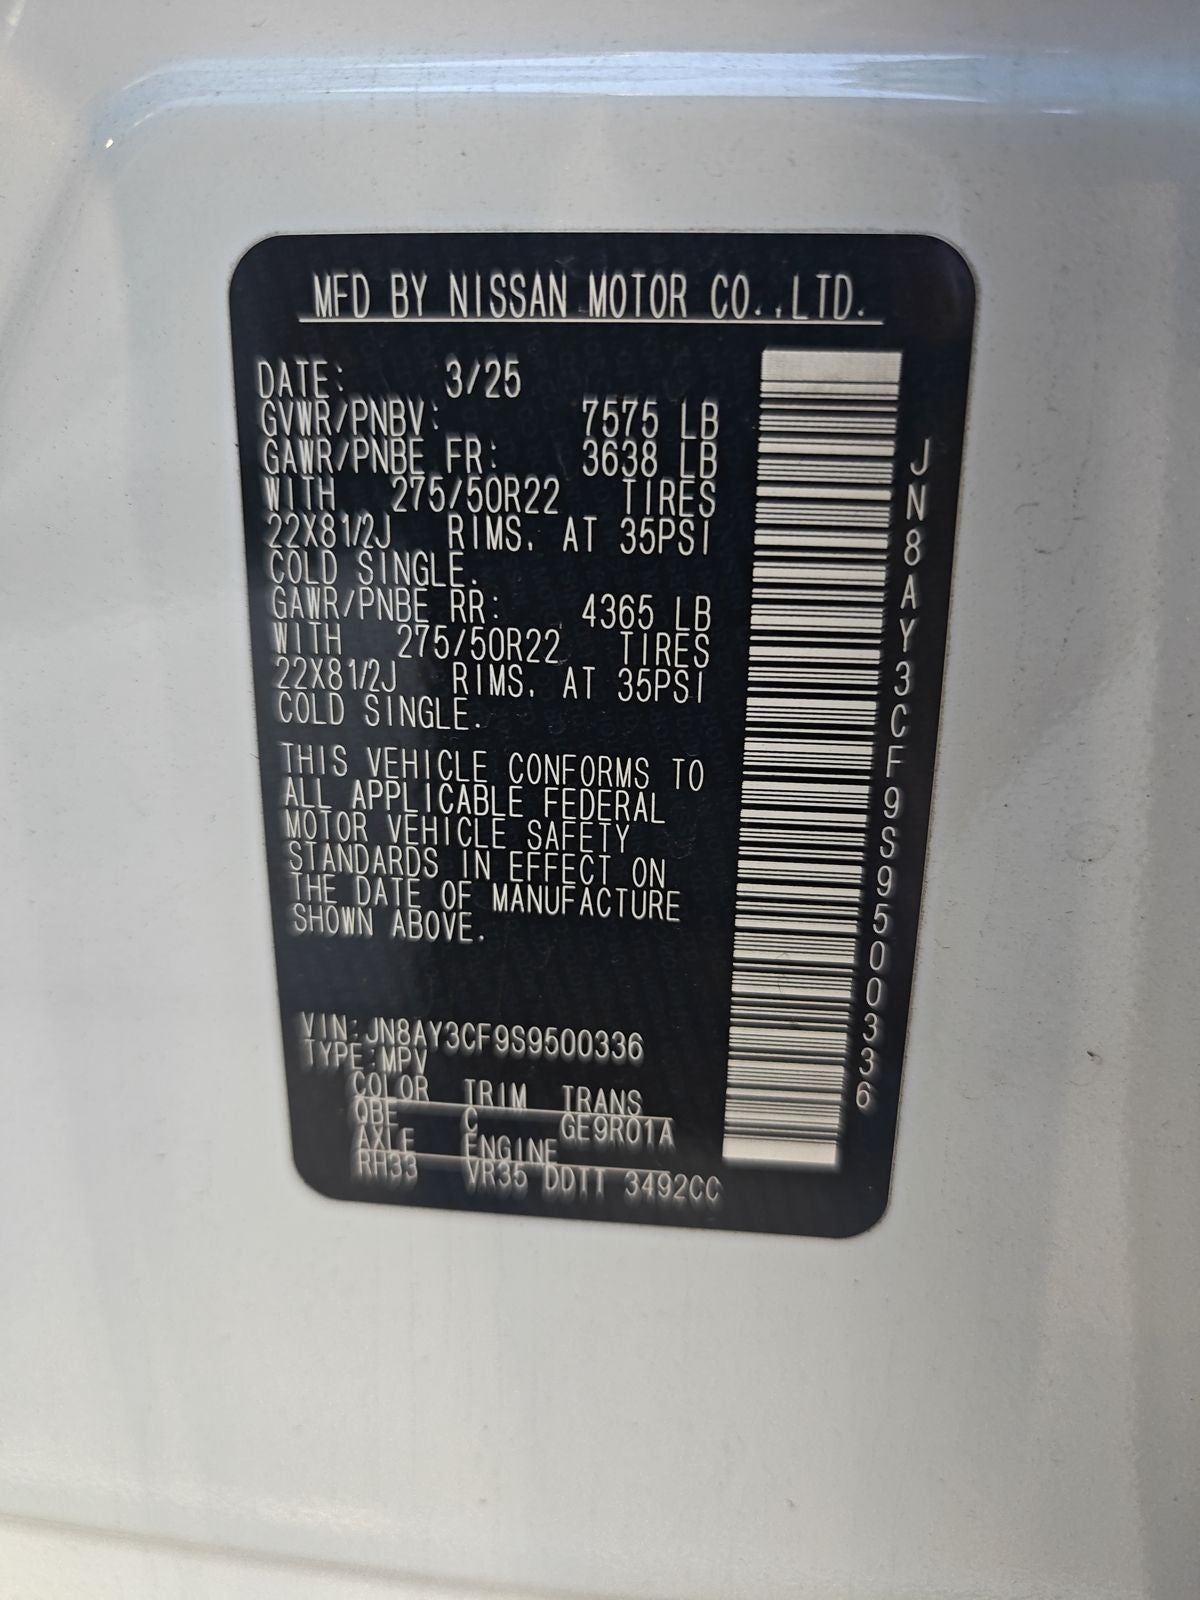 MFD BY NISSAN MOTOR CO.,LTD.
DATE: 3/25
GVWR/PNBV: 7575 LB
GAWR/PNBE FR: 3638 LB
WITH 275/50R22 TIRES
22X81/2J RIMS. AT 35PSI
COLD SINGLE.
GAWR/PNBE RR: 4365 LB
WITH 275/50R22 TIRES
22X81/2J RIMS. AT 35PSI
COLD SINGLE.
THIS VEHICLE CONFORMS TO
ALL APPLICABLE FEDERAL
MOTOR VEHICLE SAFETY
STANDARDS IN EFFECT ON
THE DATE OF MANUFACTURE
SHOWN ABOVE.
VIN:JN8AY3CF9S9500336
TYPE:MPV
COLOR TRIM TRANS
QBE C GE9R01A
AXLE ENGINE
RH33 VR35 DDTT 3492CC
JN8AY3CF9S9500336